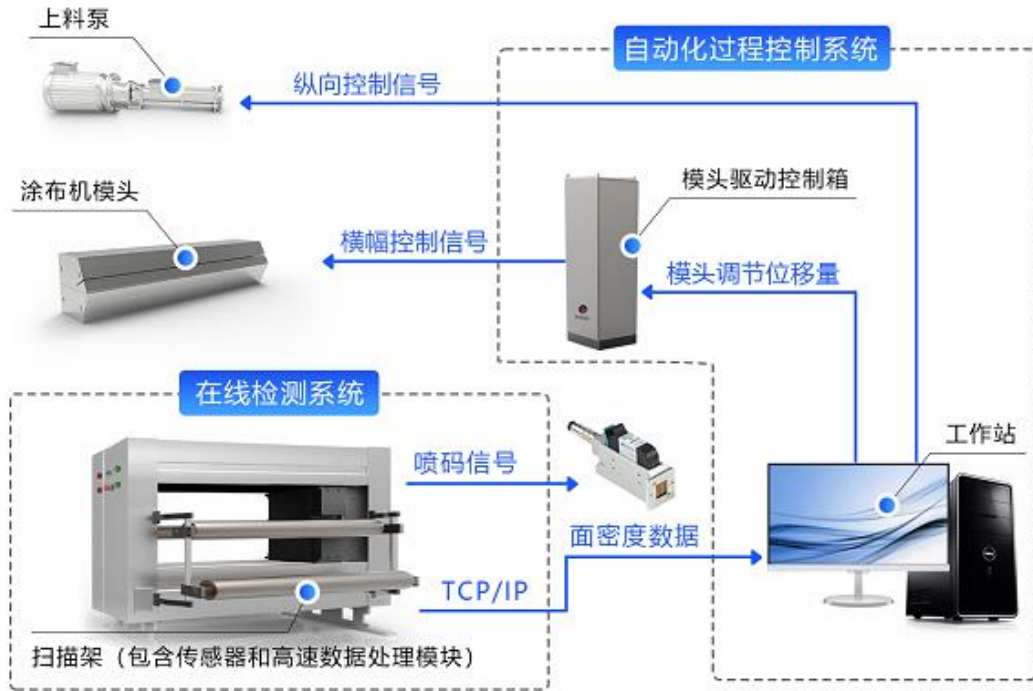 上料泵
自动化过程控制系统
纵向控制信号
涂布机模头
模头驱动控制箱
横幅控制信号
模头调节位移量
在线检测系统
工作站
喷码信号
面密度数据
TCP/IP
扫描架（包含传感器和高速数据处理模块）